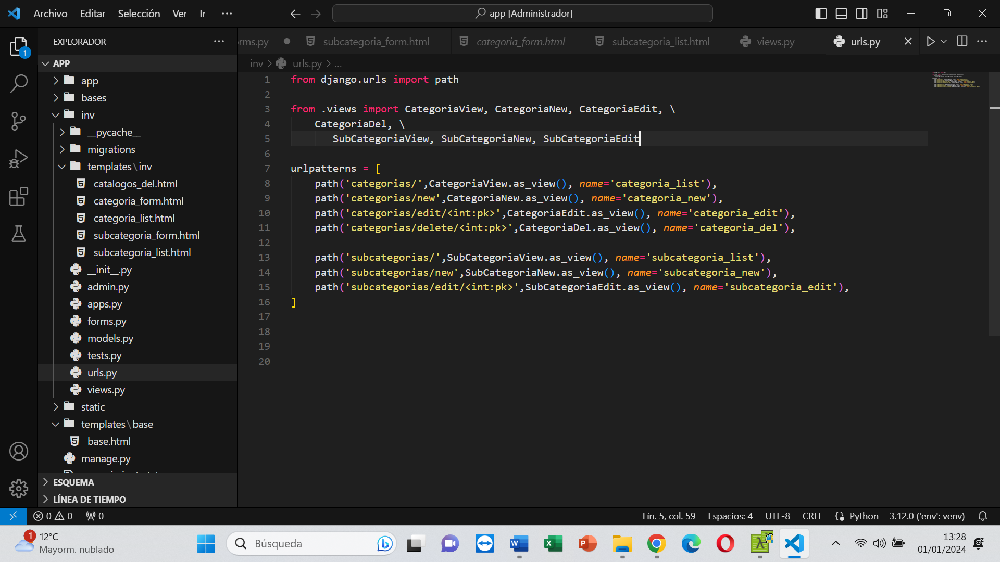 Archivo Editar Selección Ver Ir ···
app [Administrador]
EXPLORADOR ···
orms.py subcategoria_form.html categoria_form.html subcategoria_list.html views.py urls.py
1
APP
inv > urls.py > ...
app
bases
inv
__pycache__
migrations
templates\inv
catalogos_del.html
categoria_form.html
categoria_list.html
subcategoria_form.html
subcategoria_list.html
__init__.py
admin.py
apps.py
forms.py
models.py
tests.py
urls.py
views.py
static
templates\base
base.html
manage.py
ESQUEMA
LÍNEA DE TIEMPO
1 from django.urls import path
2
3 from .views import CategoriaView, CategoriaNew, CategoriaEdit, \
4 CategoriaDel, \
5 SubCategoriaView, SubCategoriaNew, SubCategoriaEdit
6
7 urlpatterns = [
8 path('categorias/',CategoriaView.as_view(), name='categoria_list'),
9 path('categorias/new',CategoriaNew.as_view(), name='categoria_new'),
10 path('categorias/edit/<int:pk>',CategoriaEdit.as_view(), name='categoria_edit'),
11 path('categorias/delete/<int:pk>',CategoriaDel.as_view(), name='categoria_del'),
12
13 path('subcategorias/',SubCategoriaView.as_view(), name='subcategoria_list'),
14 path('subcategorias/new',SubCategoriaNew.as_view(), name='subcategoria_new'),
15 path('subcategorias/edit/<int:pk>',SubCategoriaEdit.as_view(), name='subcategoria_edit'),
16 ]
17
18
19
20
0 0 0 Lín. 5, col. 59 Espacios: 4 UTF-8 CRLF Python 3.12.0 ('env': venv)
1 12°C
Mayorm. nublado
Búsqueda
13:28
01/01/2024